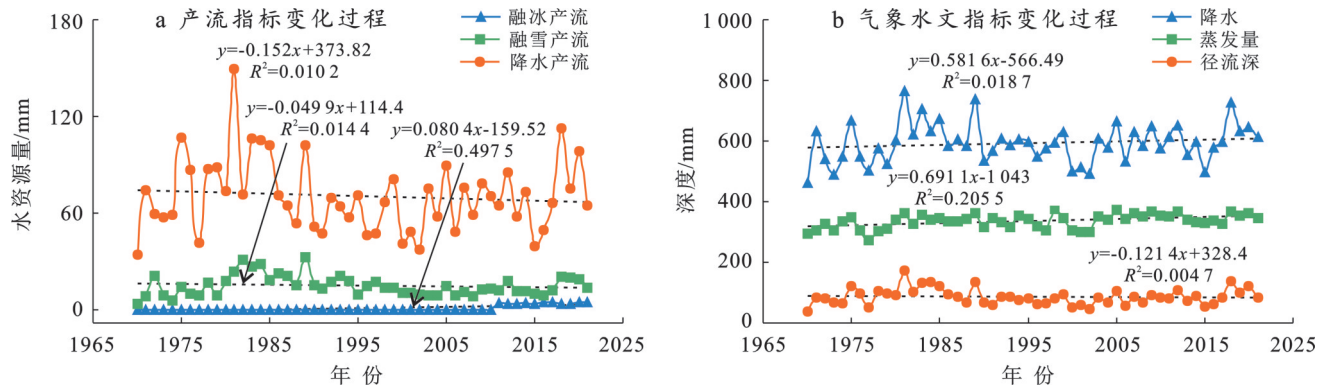 a 产流指标变化过程
融冰产流
融雪产流
降水产流
y=-0.152x+373.82
R²=0.010 2
y=-0.049 9x+114.4
R²=0.014 4
y=0.080 4x-159.52
R²=0.497 5
180
120
60
0
水资源量/mm
1965 1975 1985 1995 2005 2015 2025
年 份
b 气象水文指标变化过程
降水
蒸发量
径流深
y=0.581 6x-566.49
R²=0.018 7
y=0.691 1x-1 043
R²=0.205 5
y=-0.121 4x+328.4
R²=0.004 7
1 000
800
600
400
200
0
深度/mm
1965 1975 1985 1995 2005 2015 2025
年 份